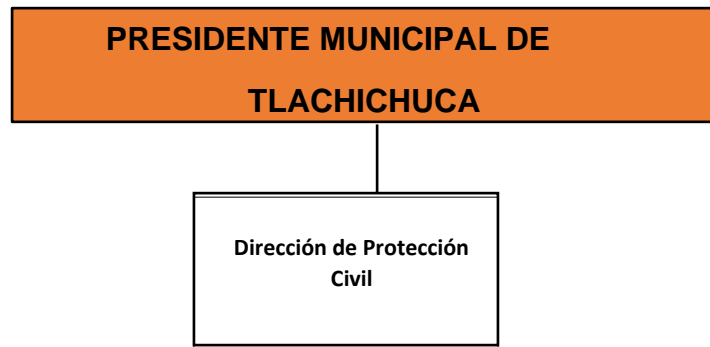 PRESIDENTE MUNICIPAL DE
TLACHICHUCA
Dirección de Protección
Civil